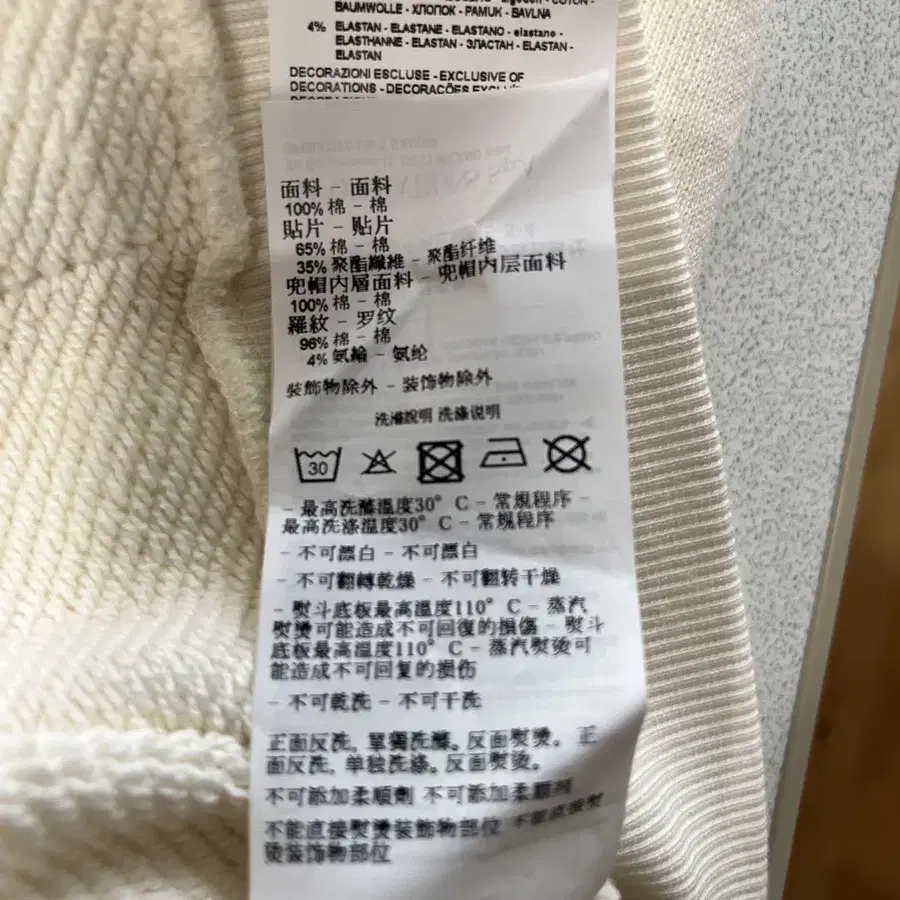 BAUMWOLLE - ХЛОПОК - PAMUK - BAVLNA
4% ELASTAN - ELASTANE - ELASTANO - elastano -
ELASTHANNE - ELASTAN - ЭЛАСТАН - ELASTAN -
ELASTAN
DECORAZIONI ESCLUSE - EXCLUSIVE OF
DECORATIONS - DECORAÇÕES
面料 - 面料
100% 棉 - 棉
貼片 - 贴片
65% 棉 - 棉
35% 聚酯纖維 - 聚酯纤维
兜帽内層面料 - 兜帽内层面料
100% 棉 - 棉
羅紋 - 罗纹
96% 棉 - 棉
4% 氨綸 - 氨纶
裝飾物除外 - 装饰物除外
洗滌說明 洗涤说明
30
- 最高洗滌溫度30° C - 常規程序 -
最高洗涤温度30° C - 常规程序
- 不可漂白 - 不可漂白
- 不可翻轉乾燥 - 不可翻转干燥
- 熨斗底板最高溫度110° C - 蒸汽
熨燙可能造成不可回復的損傷 - 熨斗
底板最高温度110° C - 蒸汽熨烫可
能造成不可回复的损伤
- 不可乾洗 - 不可干洗
正面反洗, 單獨洗滌。反面熨燙。 正
面反洗, 单独洗涤。反面熨烫。
不可添加柔順劑 不可添加柔顺剂
不能直接熨燙装飾物部位 不能直接熨
烫装饰物部位